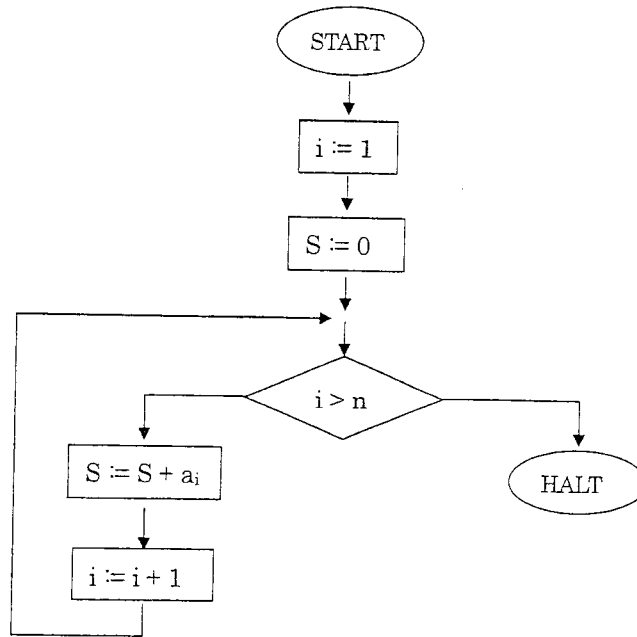 START
i := 1
S := 0
i > n
S := S + aᵢ
HALT
i := i + 1